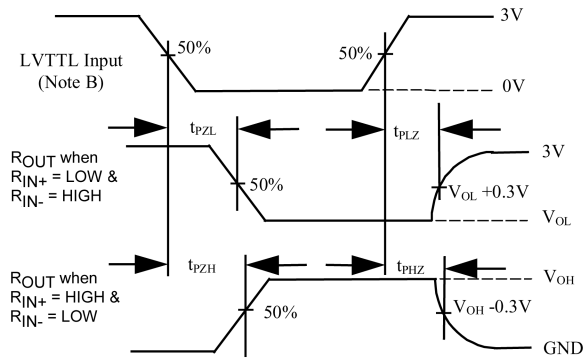 3V
50%
50%
LVTTL Input
(Note B)
0V
tPZL
tPLZ
ROUT when
RIN+ = LOW &
RIN- = HIGH
3V
50%
VOL +0.3V
VOL
tPZH
tPHZ
ROUT when
RIN+ = HIGH &
RIN- = LOW
VOH
50%
VOH -0.3V
GND